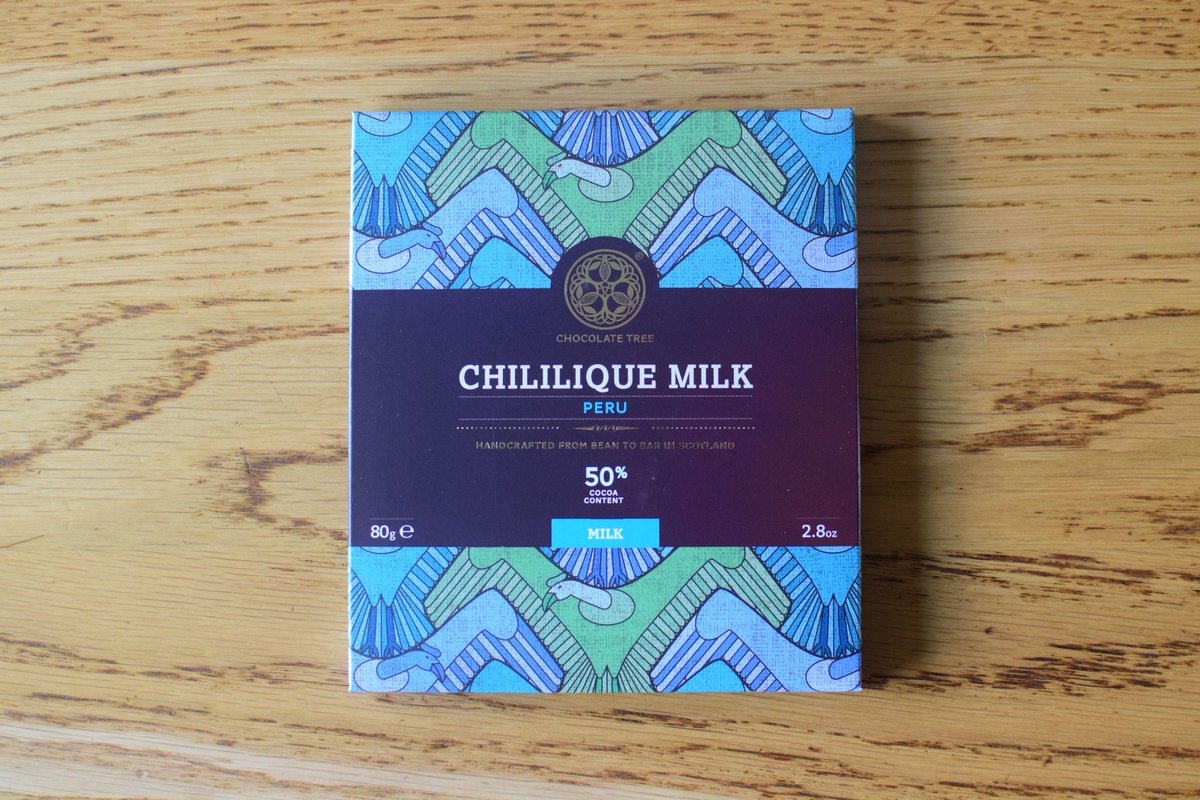 ®
CHOCOLATE TREE
CHILILIQUE MILK
PERU
HANDCRAFTED FROM BEAN TO BAR IN SCOTLAND
50%
COCOA
CONTENT
80g ℮
MILK
2.8oz